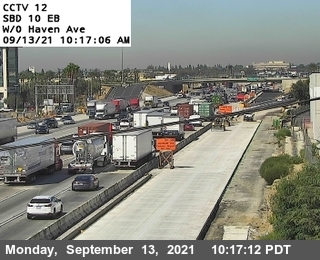 CCTV 12
SBD 10 EB
W/O Haven Ave
09/13/21 10:17:06 AM
Monday, September 13, 2021 10:17:12 PDT